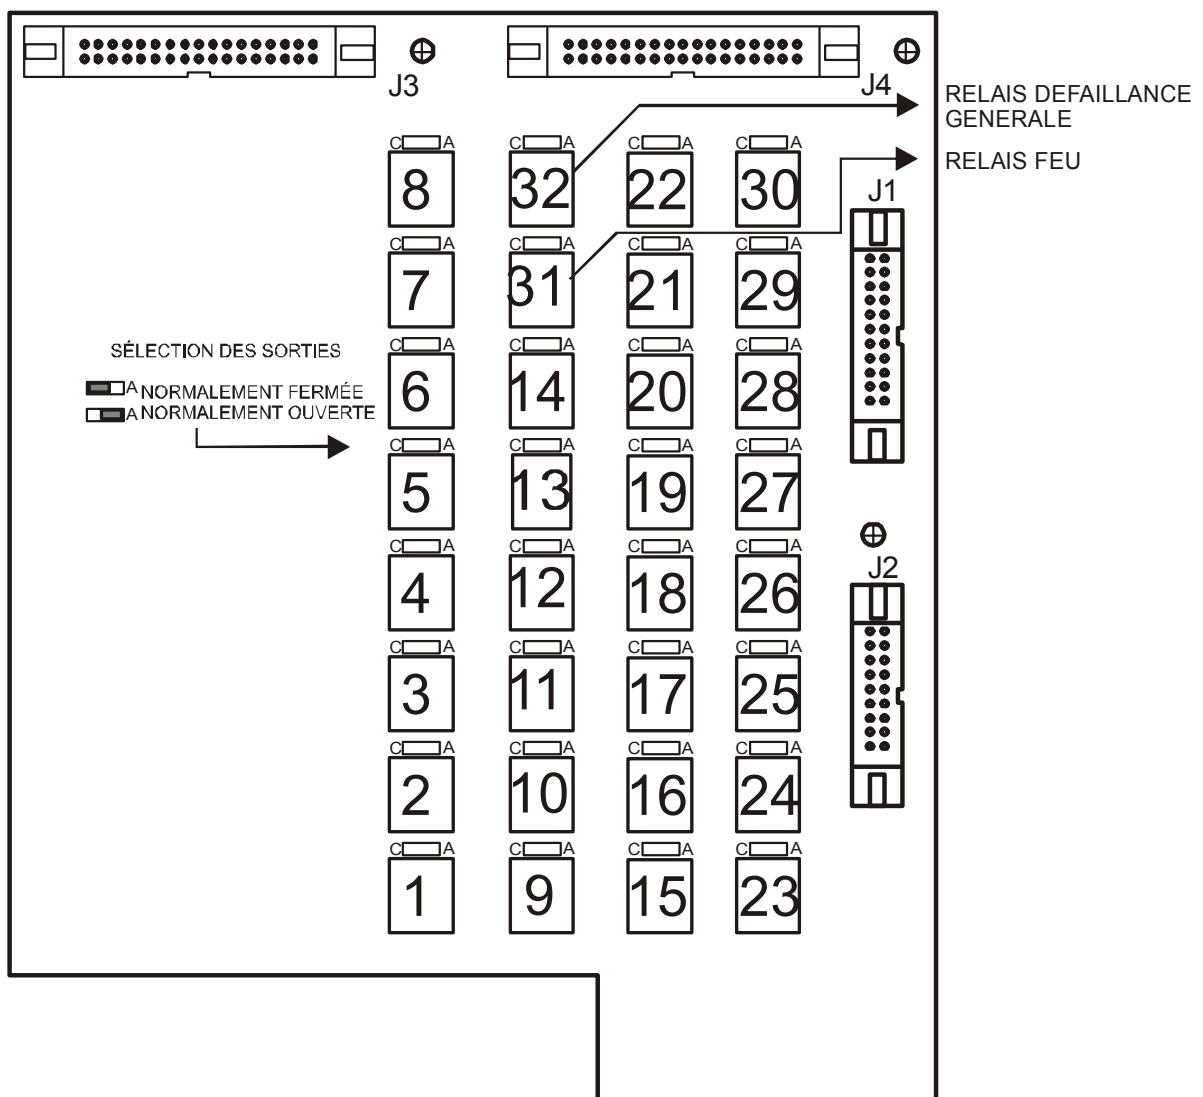 J3
J4
RELAIS DEFAILLANCE
GENERALE
RELAIS FEU
J1
C A C A C A C A
8 32 22 30
C A C A C A C A
7 31 21 29
SÉLECTION DES SORTIES
A NORMALEMENT FERMÉE
A NORMALEMENT OUVERTE
C A C A C A C A
6 14 20 28
C A C A C A C A
5 13 19 27
J2
C A C A C A C A
4 12 18 26
C A C A C A C A
3 11 17 25
C A C A C A C A
2 10 16 24
C A C A C A C A
1 9 15 23